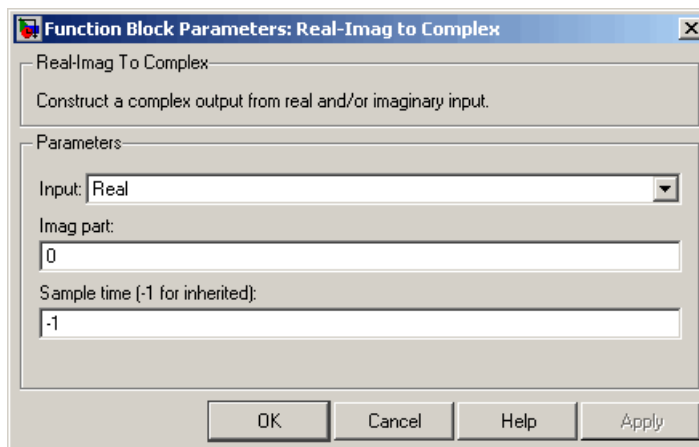 Function Block Parameters: Real-Imag to Complex
Real-Imag To Complex
Construct a complex output from real and/or imaginary input.
Parameters
Input: Real
Imag part:
0
Sample time (-1 for inherited):
-1
OK Cancel Help Apply